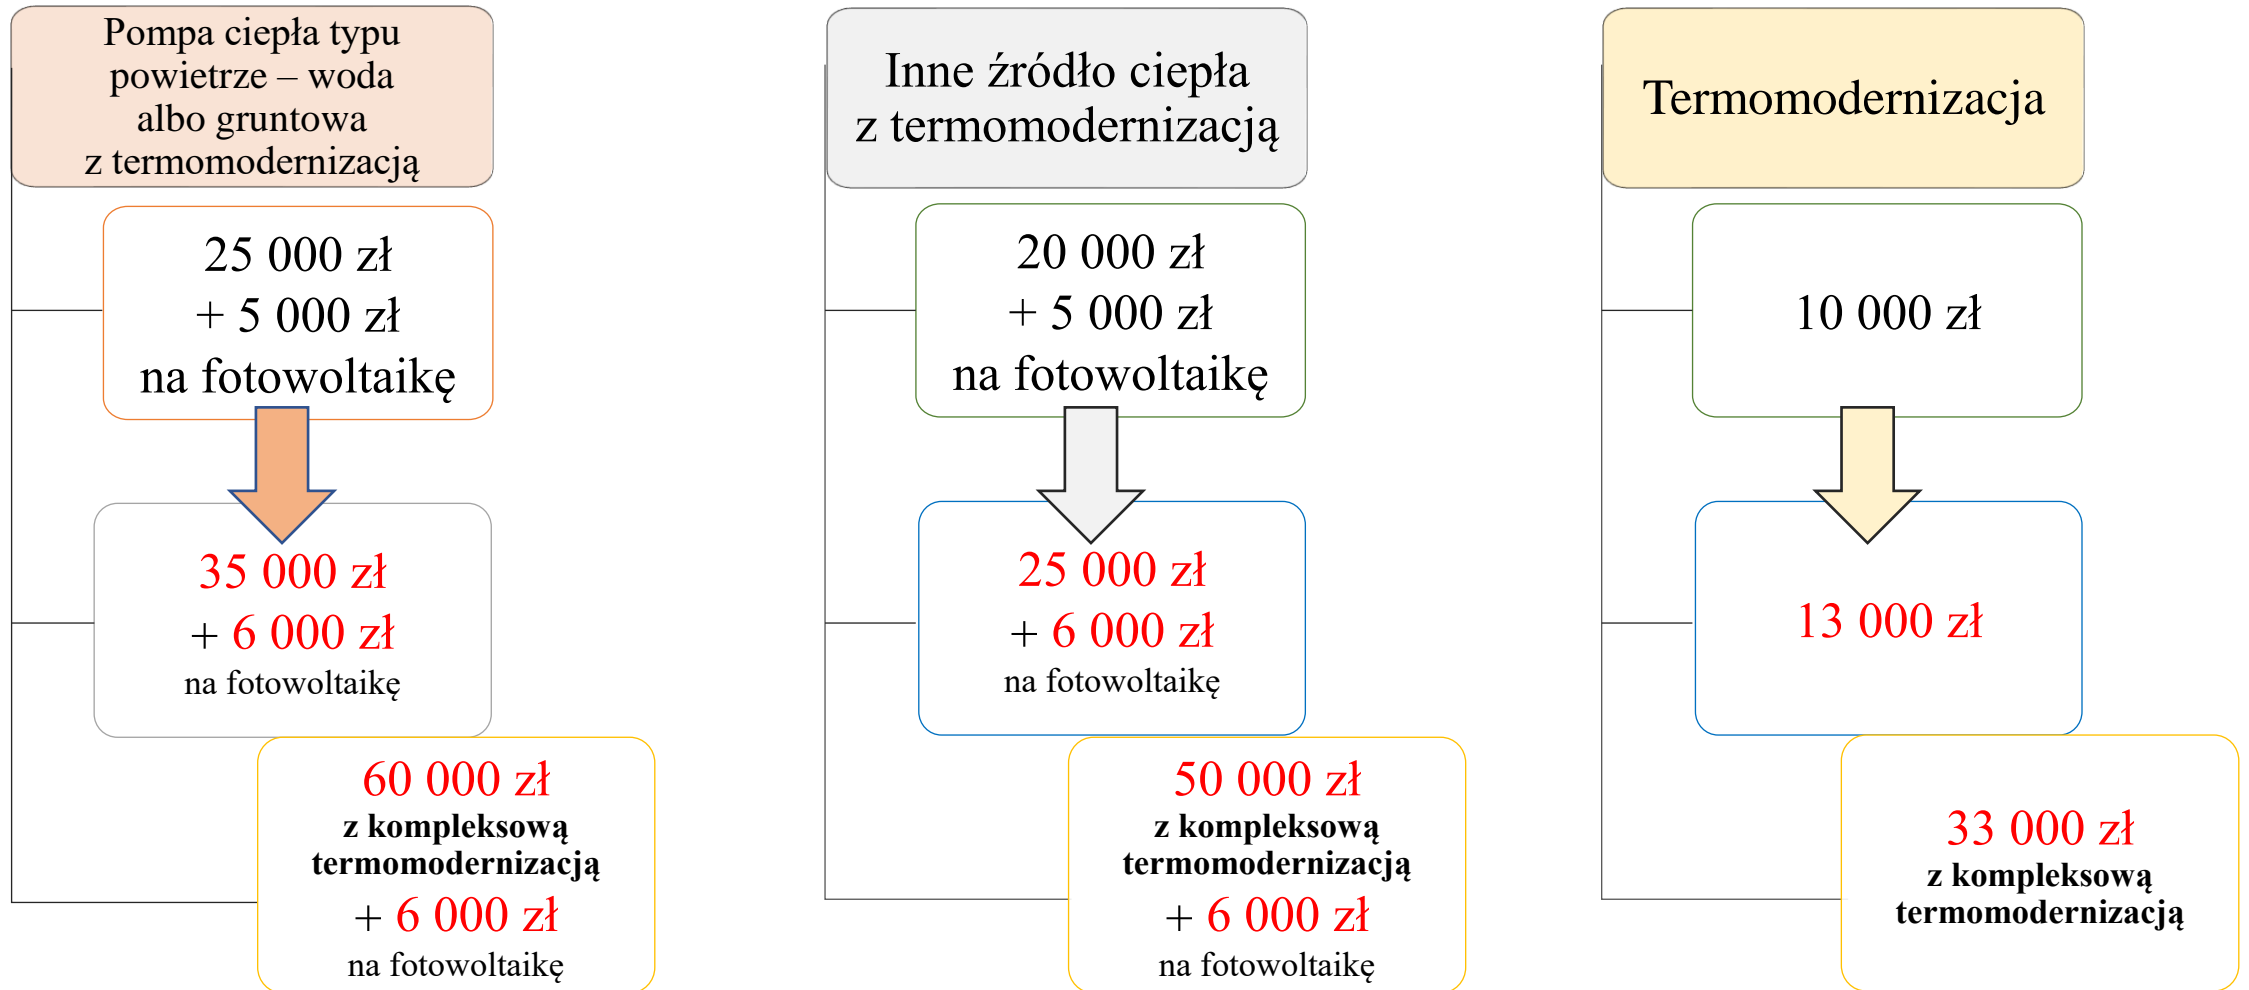 Pompa ciepła typu
powietrze – woda
albo gruntowa
z termomodernizacją
25 000 zł
+ 5 000 zł
na fotowoltaikę
35 000 zł
+ 6 000 zł
na fotowoltaikę
60 000 zł
z kompleksową
termomodernizacją
+ 6 000 zł
na fotowoltaikę
Inne źródło ciepła
z termomodernizacją
20 000 zł
+ 5 000 zł
na fotowoltaikę
25 000 zł
+ 6 000 zł
na fotowoltaikę
50 000 zł
z kompleksową
termomodernizacją
+ 6 000 zł
na fotowoltaikę
Termomodernizacja
10 000 zł
13 000 zł
33 000 zł
z kompleksową
termomodernizacją